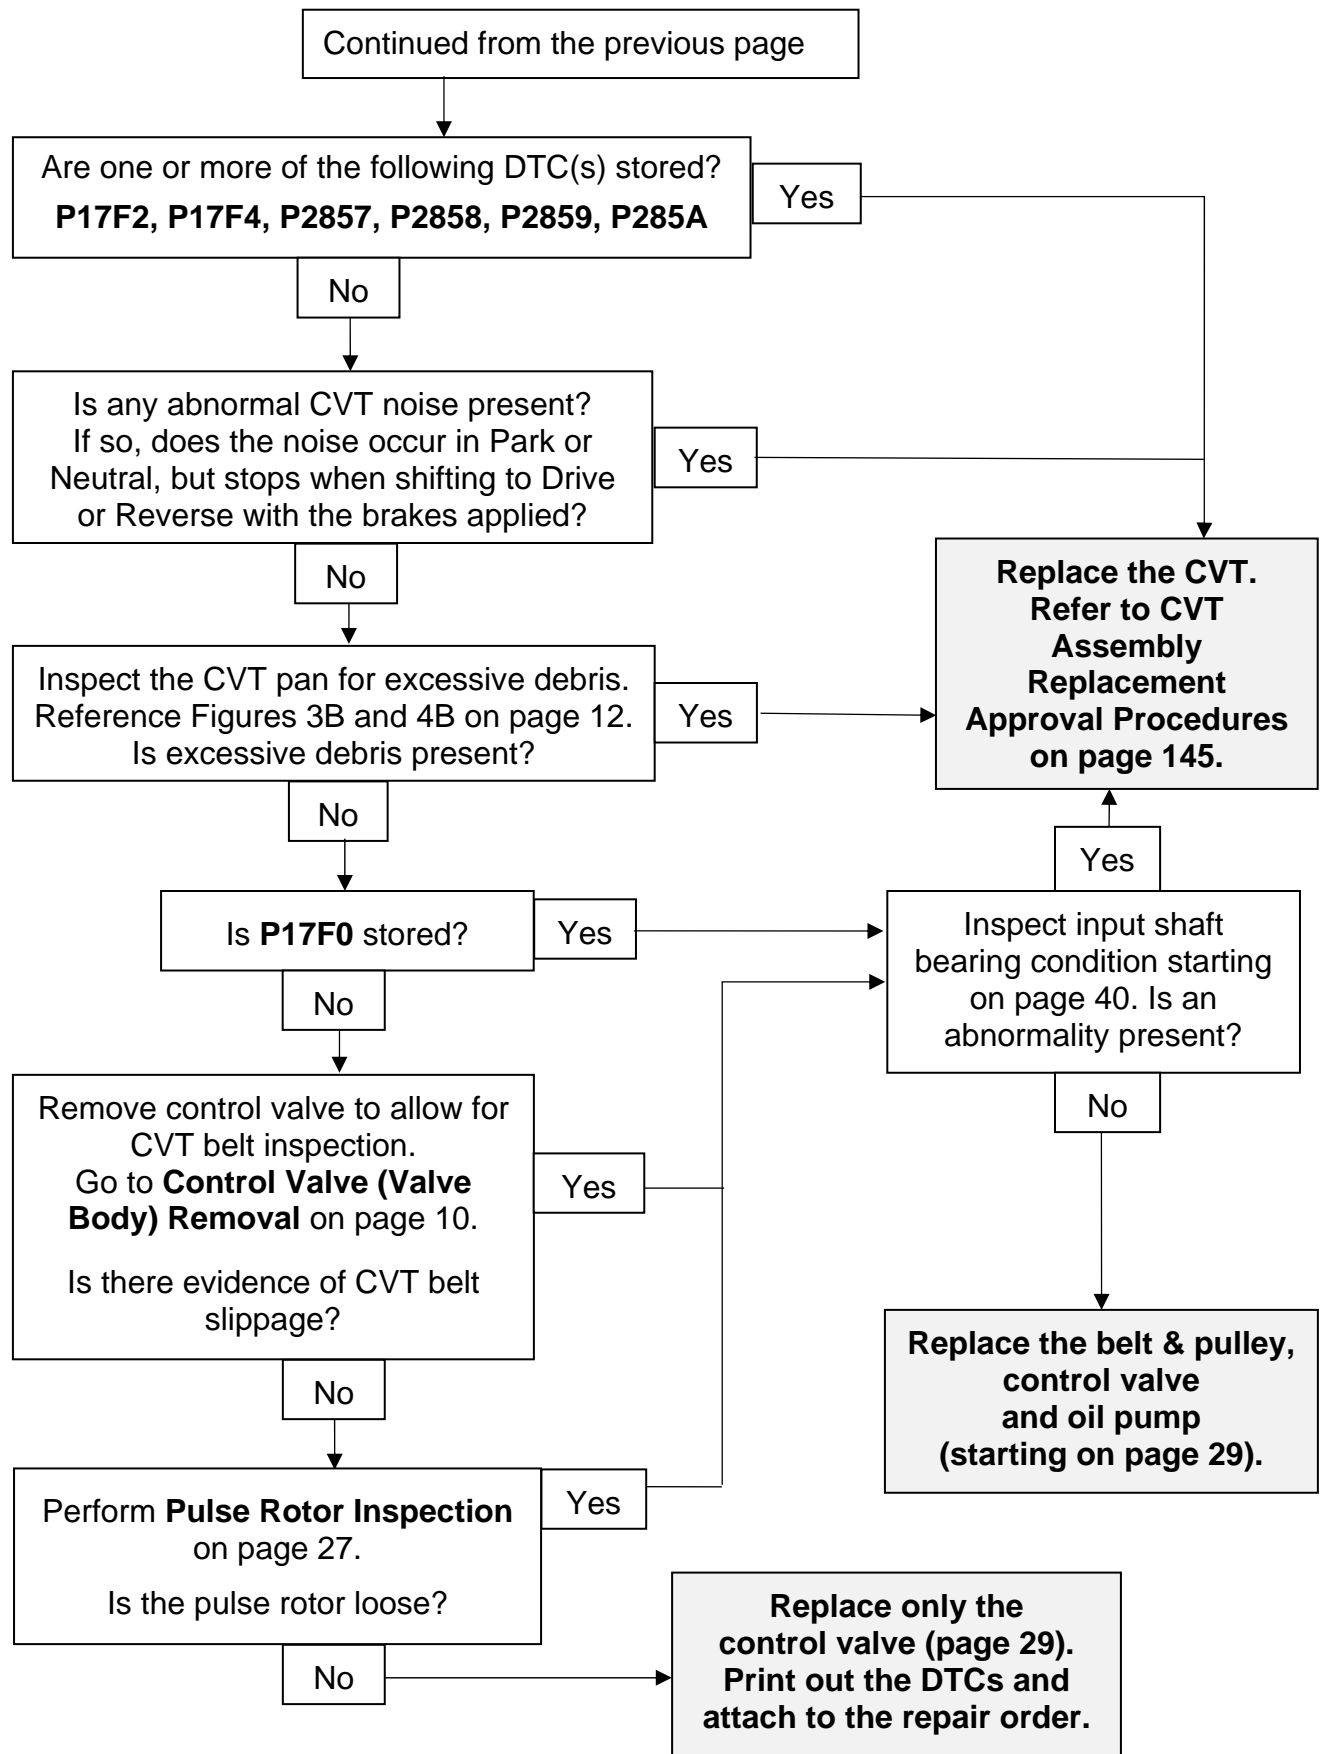 Continued from the previous page
Are one or more of the following DTC(s) stored?
P17F2, P17F4, P2857, P2858, P2859, P285A
Yes
No
Is any abnormal CVT noise present?
If so, does the noise occur in Park or
Neutral, but stops when shifting to Drive
or Reverse with the brakes applied?
Yes
No
Replace the CVT.
Refer to CVT
Assembly
Replacement
Approval Procedures
on page 145.
Inspect the CVT pan for excessive debris.
Reference Figures 3B and 4B on page 12.
Is excessive debris present?
Yes
No
Yes
Is P17F0 stored?
Yes
No
Inspect input shaft
bearing condition starting
on page 40. Is an
abnormality present?
No
Remove control valve to allow for
CVT belt inspection.
Go to Control Valve (Valve
Body) Removal on page 10.
Is there evidence of CVT belt
slippage?
Yes
No
Replace the belt & pulley,
control valve
and oil pump
(starting on page 29).
Perform Pulse Rotor Inspection
on page 27.
Is the pulse rotor loose?
Yes
No
Replace only the
control valve (page 29).
Print out the DTCs and
attach to the repair order.